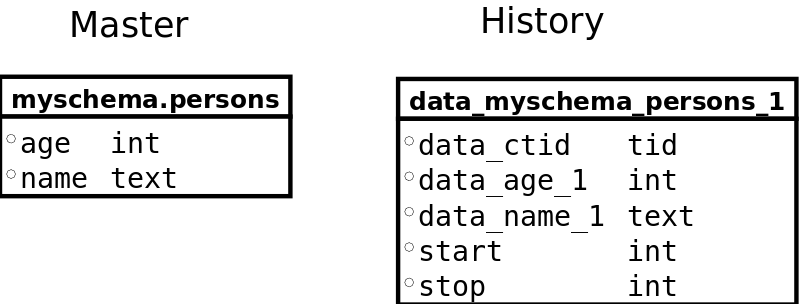 Master
myschema.persons
age int
name text
History
data_myschema_persons_1
data_ctid tid
data_age_1 int
data_name_1 text
start int
stop int